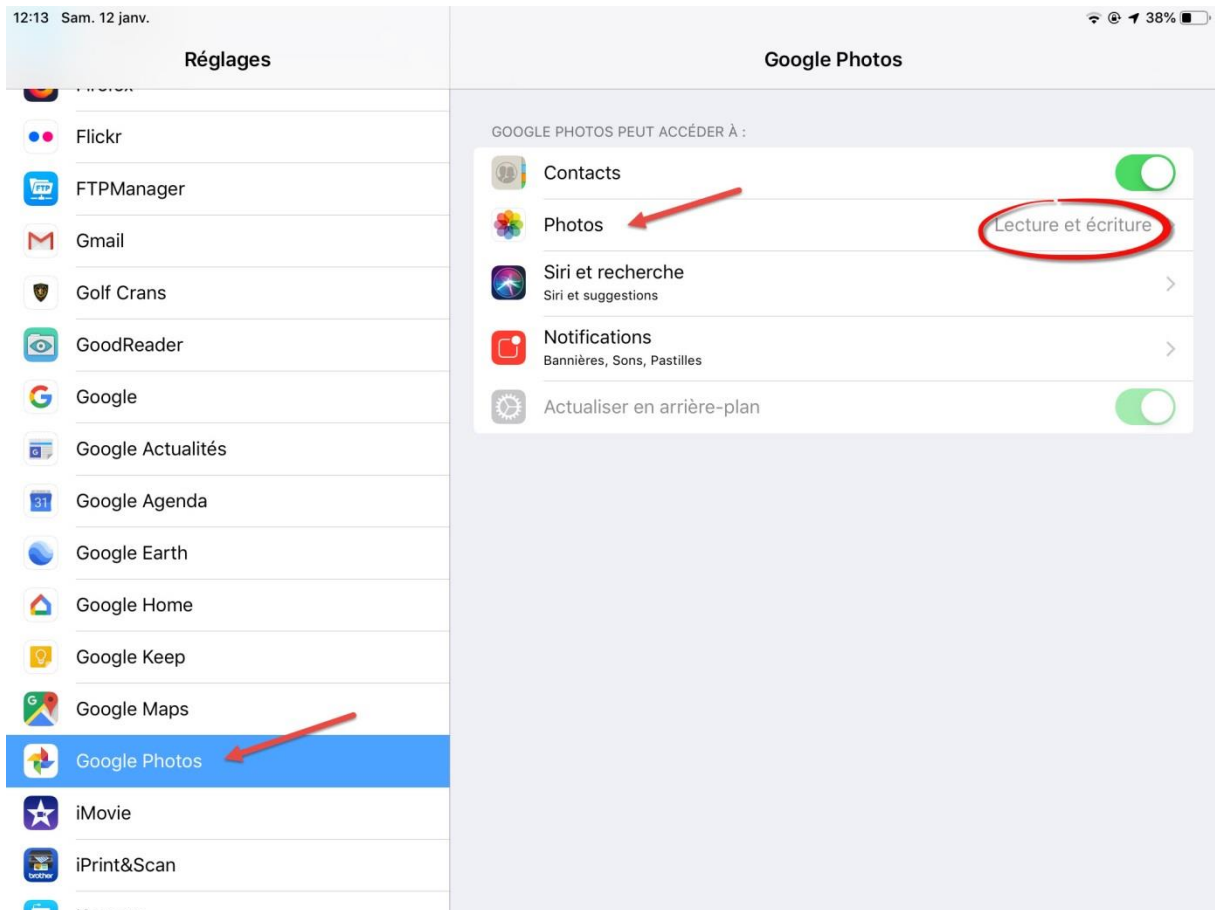 12:13 Sam. 12 janv.
38%
Réglages
Google Photos
Flickr
FTPManager
Gmail
Golf Crans
GoodReader
Google
Google Actualités
31
Google Agenda
Google Earth
Google Home
Google Keep
Google Maps
Google Photos
iMovie
brother
iPrint&Scan
GOOGLE PHOTOS PEUT ACCÉDER À :
Contacts
Photos
Lecture et écriture
Siri et recherche
Siri et suggestions
Notifications
Bannières, Sons, Pastilles
Actualiser en arrière-plan